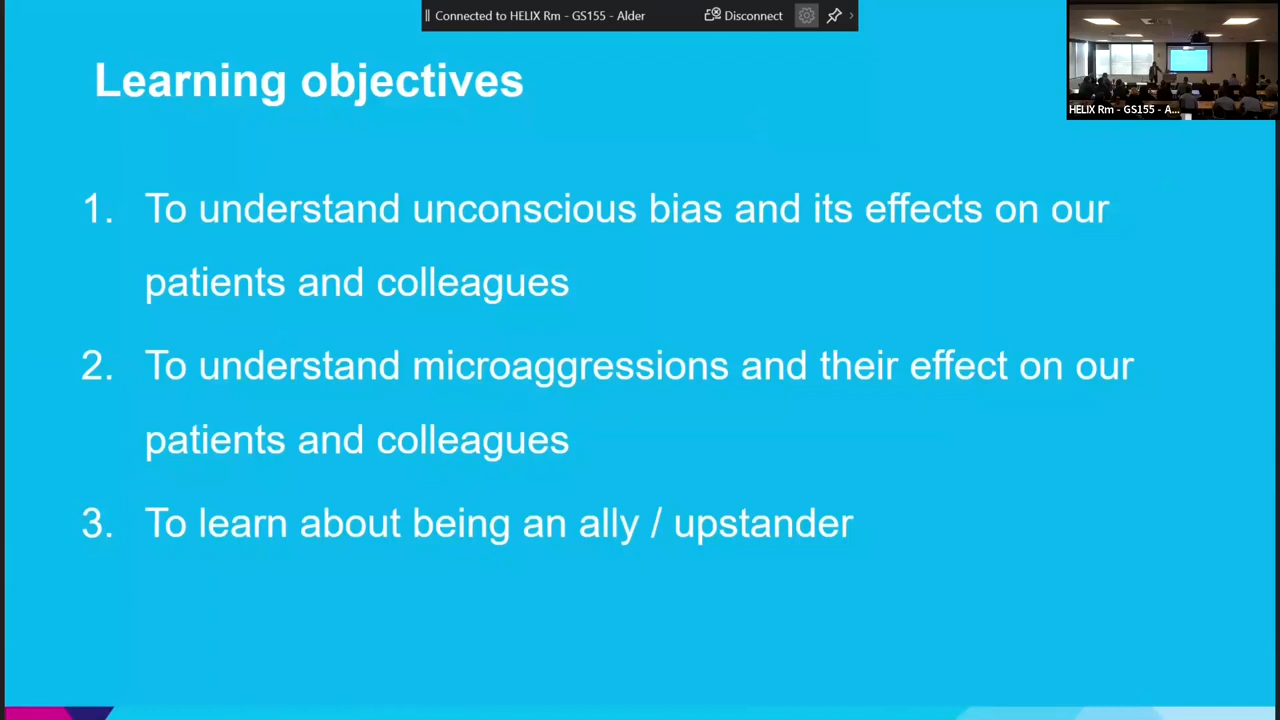 Connected to HELIX Rm - GS155 - Alder
Disconnect
HELIX Rm - GS155 - A...
Learning objectives
1. To understand unconscious bias and its effects on our
patients and colleagues
2. To understand microaggressions and their effect on our
patients and colleagues
3. To learn about being an ally / upstander